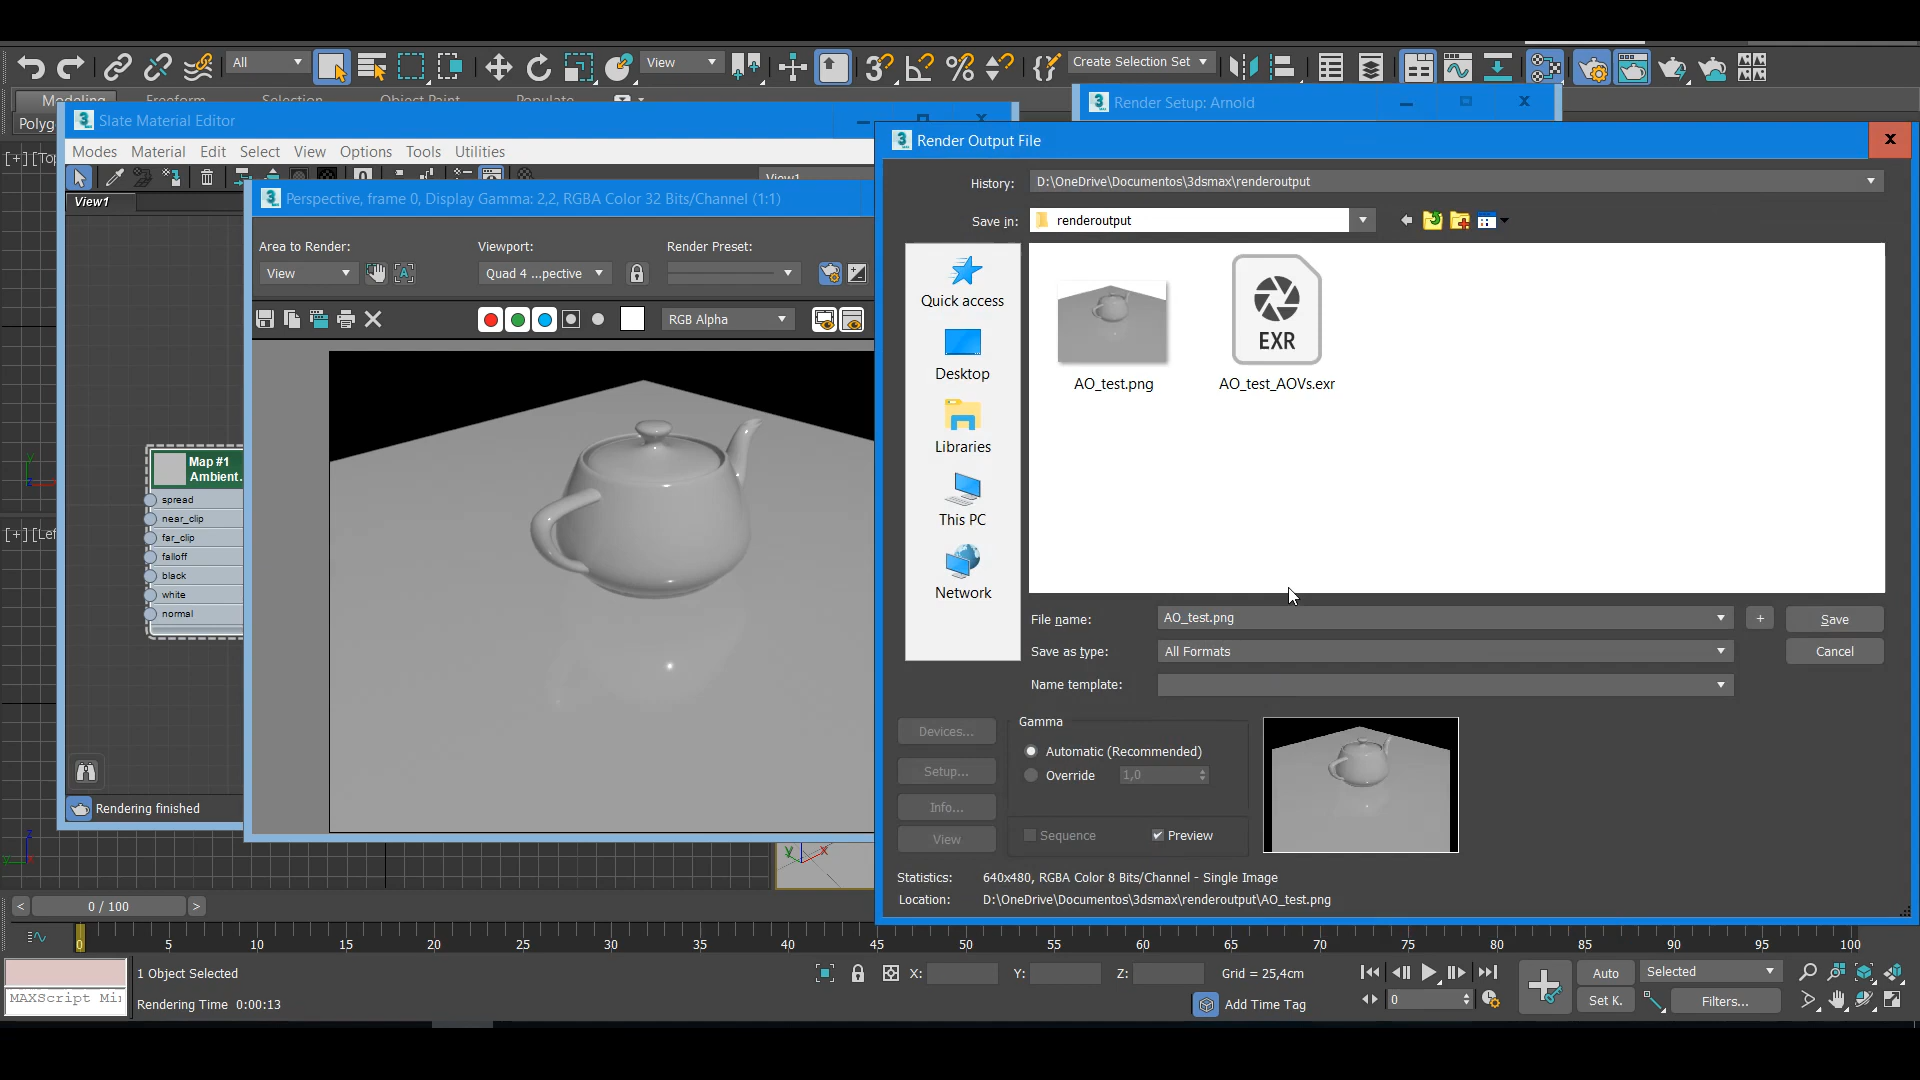 All
View
Create Selection Set
Modeling
Freeform
Selection
Object Paint
Populate
Polyg
Slate Material Editor
Render Setup: Arnold
Modes Material Edit Select View Options Tools Utilities
View1
View1
[+] [Top
[+] [Lef
Map #1
Ambient.
spread
near_clip
far_clip
falloff
black
white
normal
Rendering finished
Perspective, frame 0, Display Gamma: 2,2, RGBA Color 32 Bits/Channel (1:1)
Area to Render:
Viewport:
Render Preset:
View
Quad 4 ...pective
RGB Alpha
Render Output File
History: D:\OneDrive\Documentos\3dsmax\renderoutput
Save in: renderoutput
Quick access
Desktop
Libraries
This PC
Network
EXR
AO_test.png
AO_test_AOVs.exr
File name: AO_test.png
+
Save
Save as type: All Formats
Cancel
Name template:
Devices...
Setup...
Info...
View
Gamma
Automatic (Recommended)
Override 1,0
Sequence
Preview
Statistics: 640x480, RGBA Color 8 Bits/Channel - Single Image
Location: D:\OneDrive\Documentos\3dsmax\renderoutput\AO_test.png
y x
z
y
< 0 / 100 >
0 5 10 15 20 25 30 35 40 45 50 55 60 65 70 75 80 85 90 95 100
1 Object Selected
MAXScript Mi
Rendering Time 0:00:13
X: Y: Z: Grid = 25,4cm
Add Time Tag
0
Auto
Selected
Set K.
Filters...